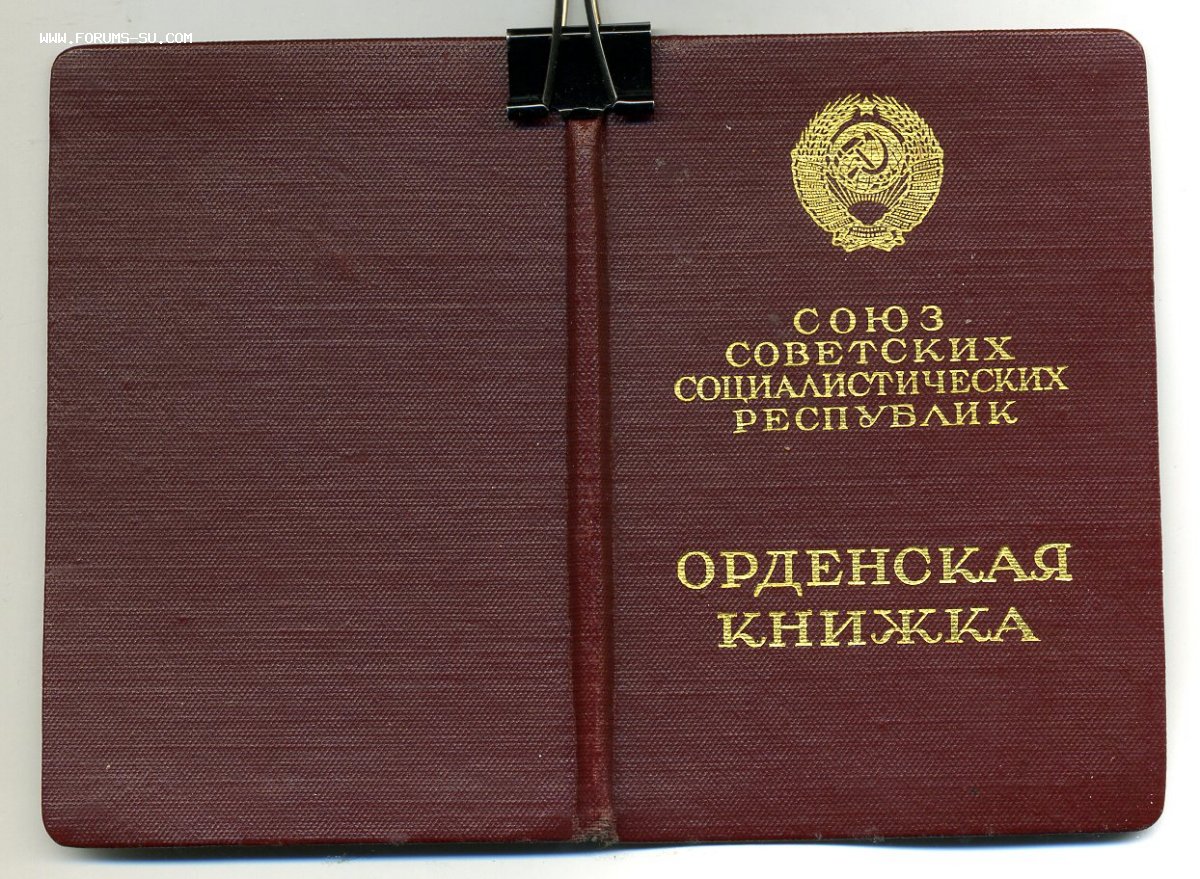 WWW.FORUMS-SU.COM
СОЮЗ
СОВЕТСКИХ
СОЦИАЛИСТИЧЕСКИХ
РЕСПУБЛИК
ОРДЕНСКАЯ
КНИЖКА